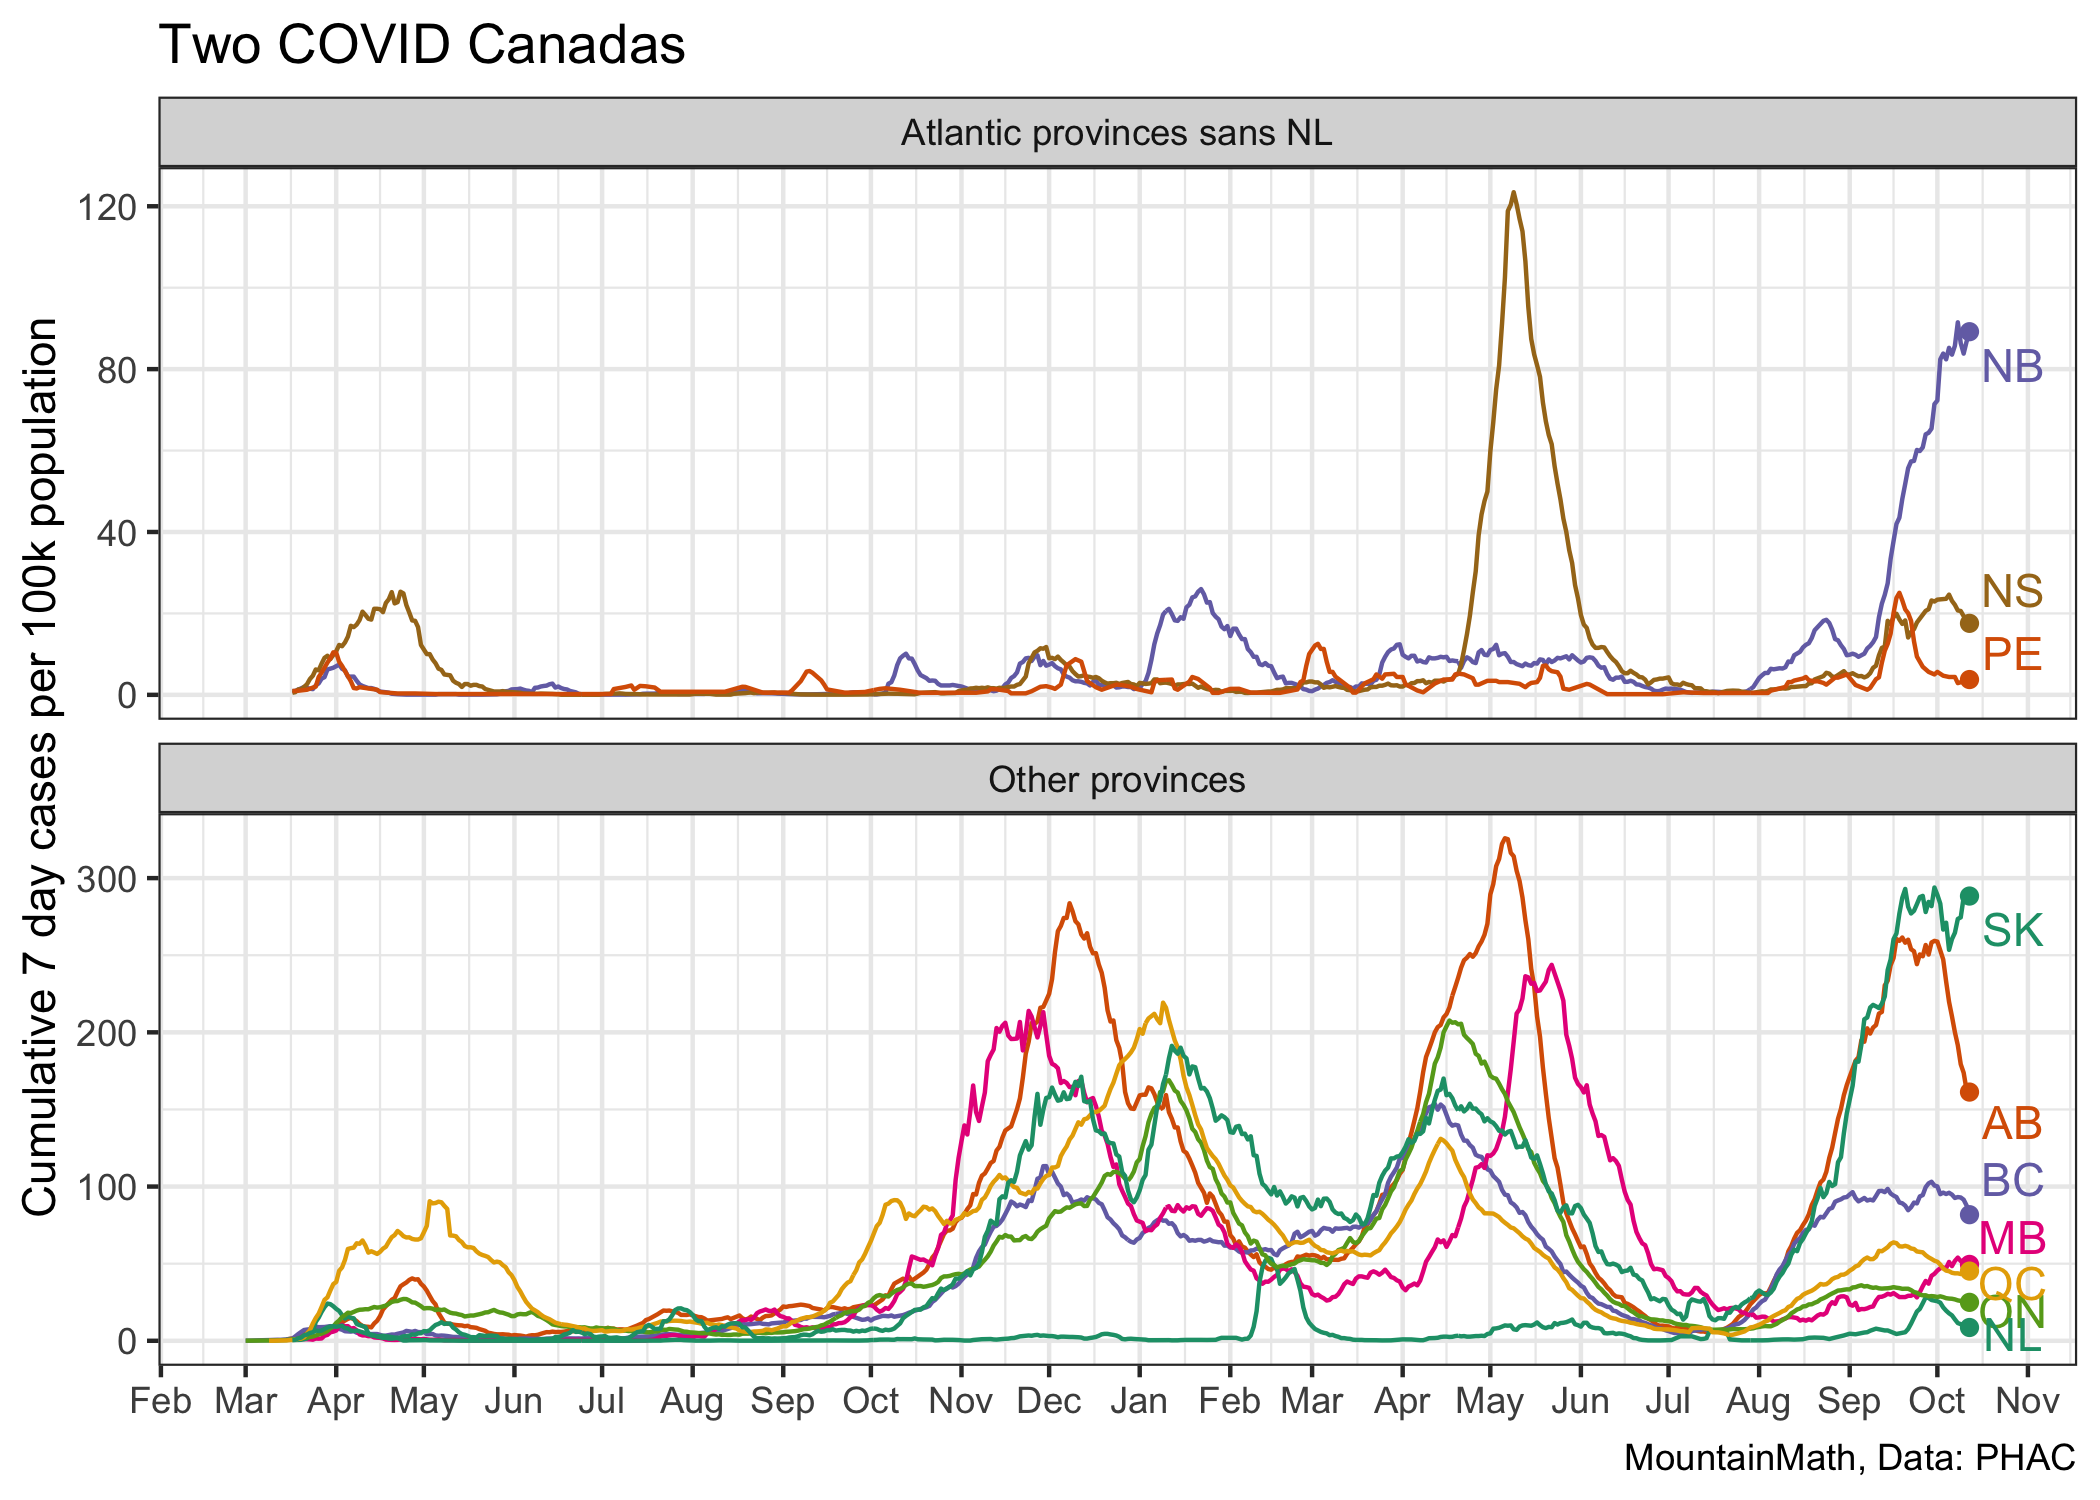 Two COVID Canadas
Atlantic provinces sans NL
Cumulative 7 day cases per 100k population
120
80
40
0
NB
NS
PE
Other provinces
300
200
100
0
SK
AB
BC
MB
QC
ON
NL
Feb Mar Apr May Jun Jul Aug Sep Oct Nov Dec Jan Feb Mar Apr May Jun Jul Aug Sep Oct Nov
MountainMath, Data: PHAC